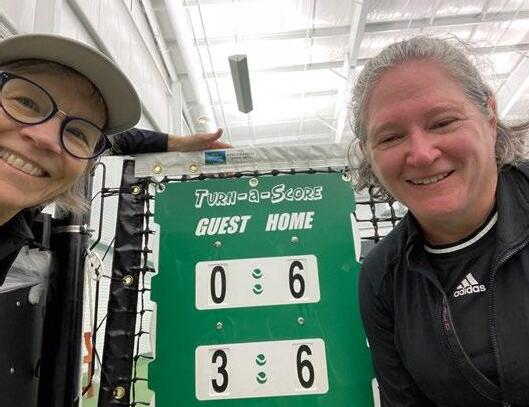 TURN-A-SCORE
GUEST HOME
0 6
3 6
adidas